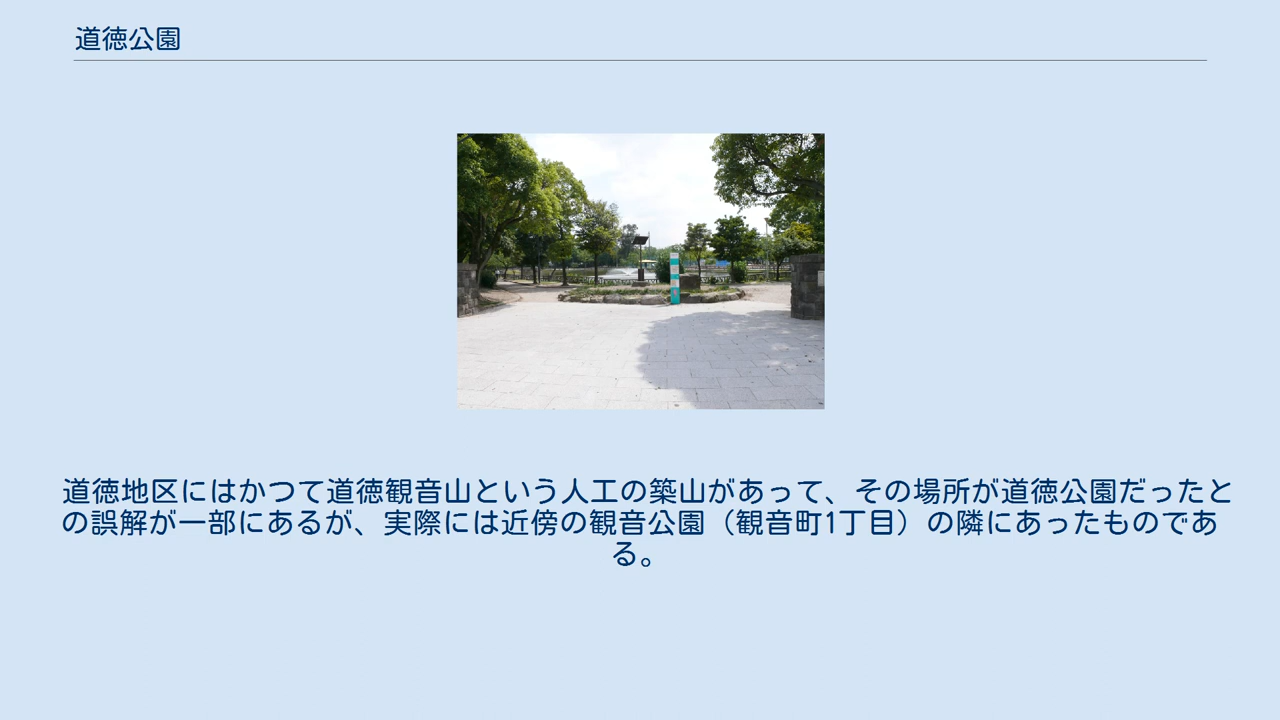 道徳公園
道徳地区にはかつて道徳観音山という人工の築山があって、その場所が道徳公園だったと
の誤解が一部にあるが、実際には近傍の観音公園（観音町1丁目）の隣にあったものであ
る。